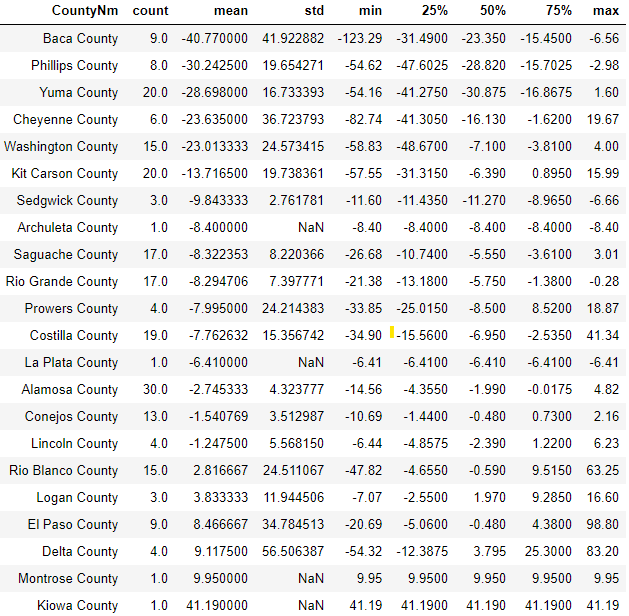 CountyNm count mean std min 25% 50% 75% max
Baca County 9.0 -40.770000 41.922882 -123.29 -31.4900 -23.350 -15.4500 -6.56
Phillips County 8.0 -30.242500 19.654271 -54.62 -47.6025 -28.820 -15.7025 -2.98
Yuma County 20.0 -28.698000 16.733393 -54.16 -41.2750 -30.875 -16.8675 1.60
Cheyenne County 6.0 -23.635000 36.723793 -82.74 -41.3050 -16.130 -1.6200 19.67
Washington County 15.0 -23.013333 24.573415 -58.83 -48.6700 -7.100 -3.8100 4.00
Kit Carson County 20.0 -13.716500 19.738361 -57.55 -31.3150 -6.390 0.8950 15.99
Sedgwick County 3.0 -9.843333 2.761781 -11.60 -11.4350 -11.270 -8.9650 -6.66
Archuleta County 1.0 -8.400000 NaN -8.40 -8.4000 -8.400 -8.4000 -8.40
Saguache County 17.0 -8.322353 8.220366 -26.68 -10.7400 -5.550 -3.6100 3.01
Rio Grande County 17.0 -8.294706 7.397771 -21.38 -13.1800 -5.750 -1.3800 -0.28
Prowers County 4.0 -7.995000 24.214383 -33.85 -25.0150 -8.500 8.5200 18.87
Costilla County 19.0 -7.762632 15.356742 -34.90 -15.5600 -6.950 -2.5350 41.34
La Plata County 1.0 -6.410000 NaN -6.41 -6.4100 -6.410 -6.4100 -6.41
Alamosa County 30.0 -2.745333 4.323777 -14.56 -4.3550 -1.990 -0.0175 4.82
Conejos County 13.0 -1.540769 3.512987 -10.69 -1.4400 -0.480 0.7300 2.16
Lincoln County 4.0 -1.247500 5.568150 -6.44 -4.8575 -2.390 1.2200 6.23
Rio Blanco County 15.0 2.816667 24.511067 -47.82 -4.6550 -0.590 9.5150 63.25
Logan County 3.0 3.833333 11.944506 -7.07 -2.5500 1.970 9.2850 16.60
El Paso County 9.0 8.466667 34.784513 -20.69 -5.0600 -0.480 4.3800 98.80
Delta County 4.0 9.117500 56.506387 -54.32 -12.3875 3.795 25.3000 83.20
Montrose County 1.0 9.950000 NaN 9.95 9.9500 9.950 9.9500 9.95
Kiowa County 1.0 41.190000 NaN 41.19 41.1900 41.190 41.1900 41.19